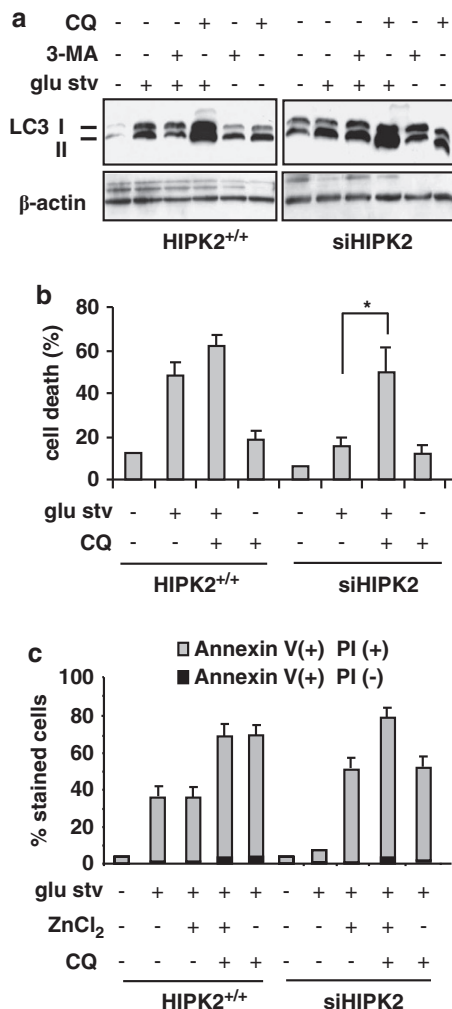 a
CQ - - - + - + - - - + - +
3-MA - - + - + - - - + - + -
glu stv - + + + - - - + + + - -
LC3 I
II
β-actin
HIPK2+/+ siHIPK2
b
cell death (%)
80
60
40
20
0
*
glu stv - + + - - + + -
CQ - - + + - - + +
HIPK2+/+ siHIPK2
c
Annexin V(+) PI (+)
Annexin V(+) PI (-)
% stained cells
100
80
60
40
20
0
glu stv - + + + + - + + + +
ZnCl2 - - + + - - - + + -
CQ - - - + + - - - + +
HIPK2+/+ siHIPK2